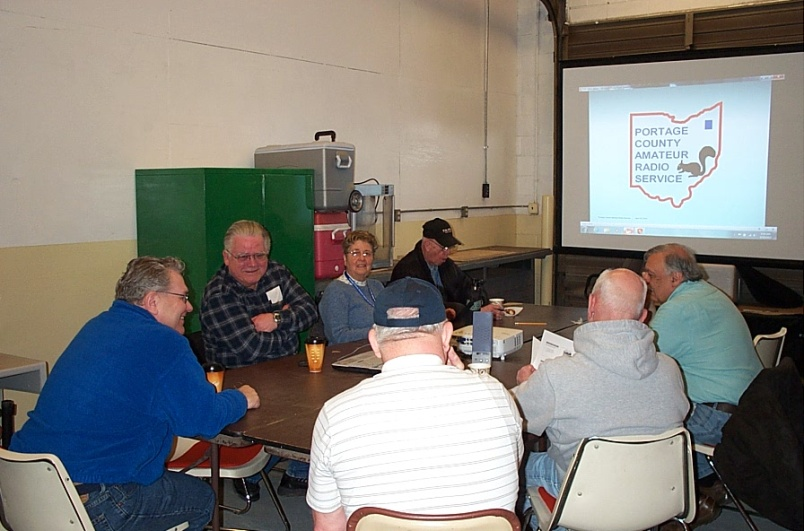 PORTAGE
COUNTY
AMATEUR
RADIO
SERVICE